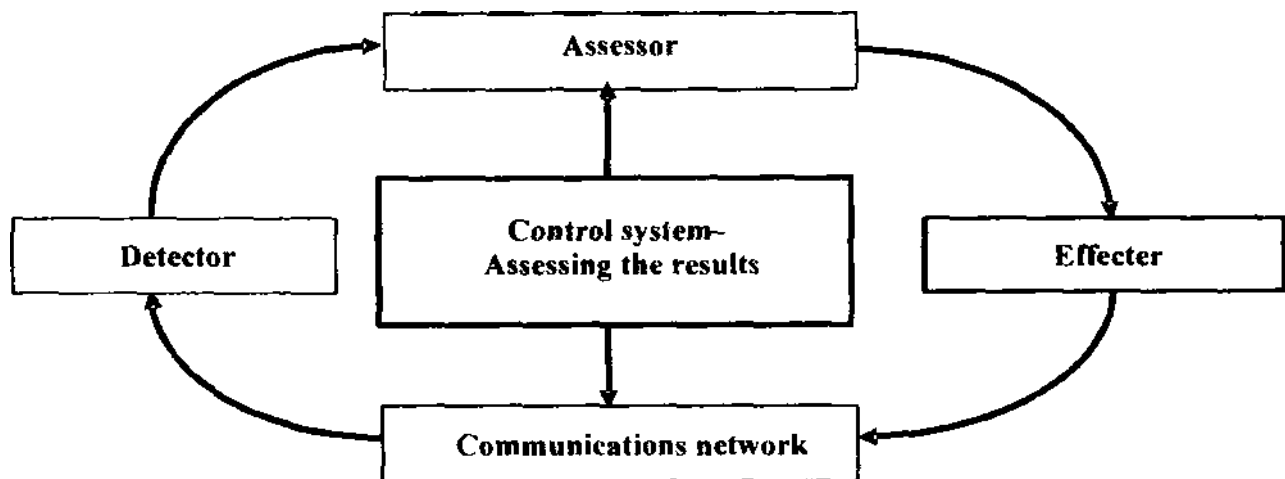 Assessor
Control system–
Assessing the results
Detector
Effecter
Communications network